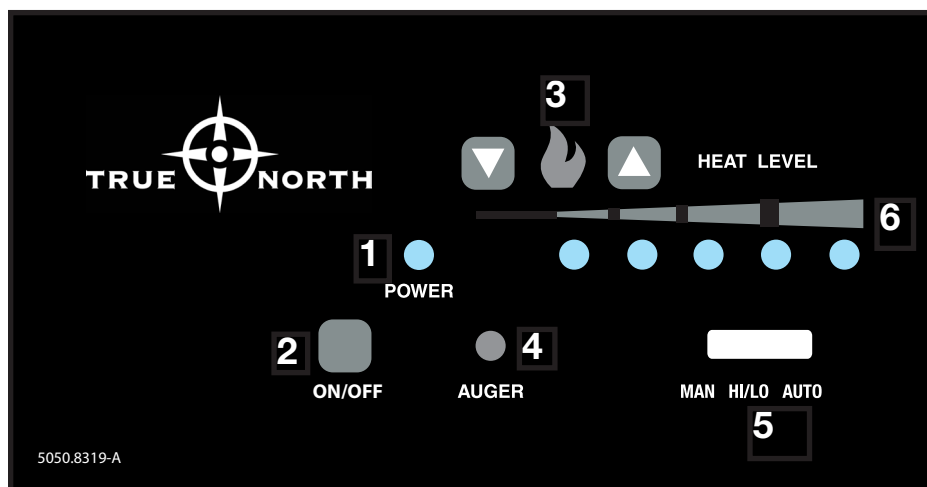 3
HEAT LEVEL
TRUE NORTH
6
1
POWER
2
4
ON/OFF
AUGER
MAN HI/LO AUTO
5
5050.8319-A